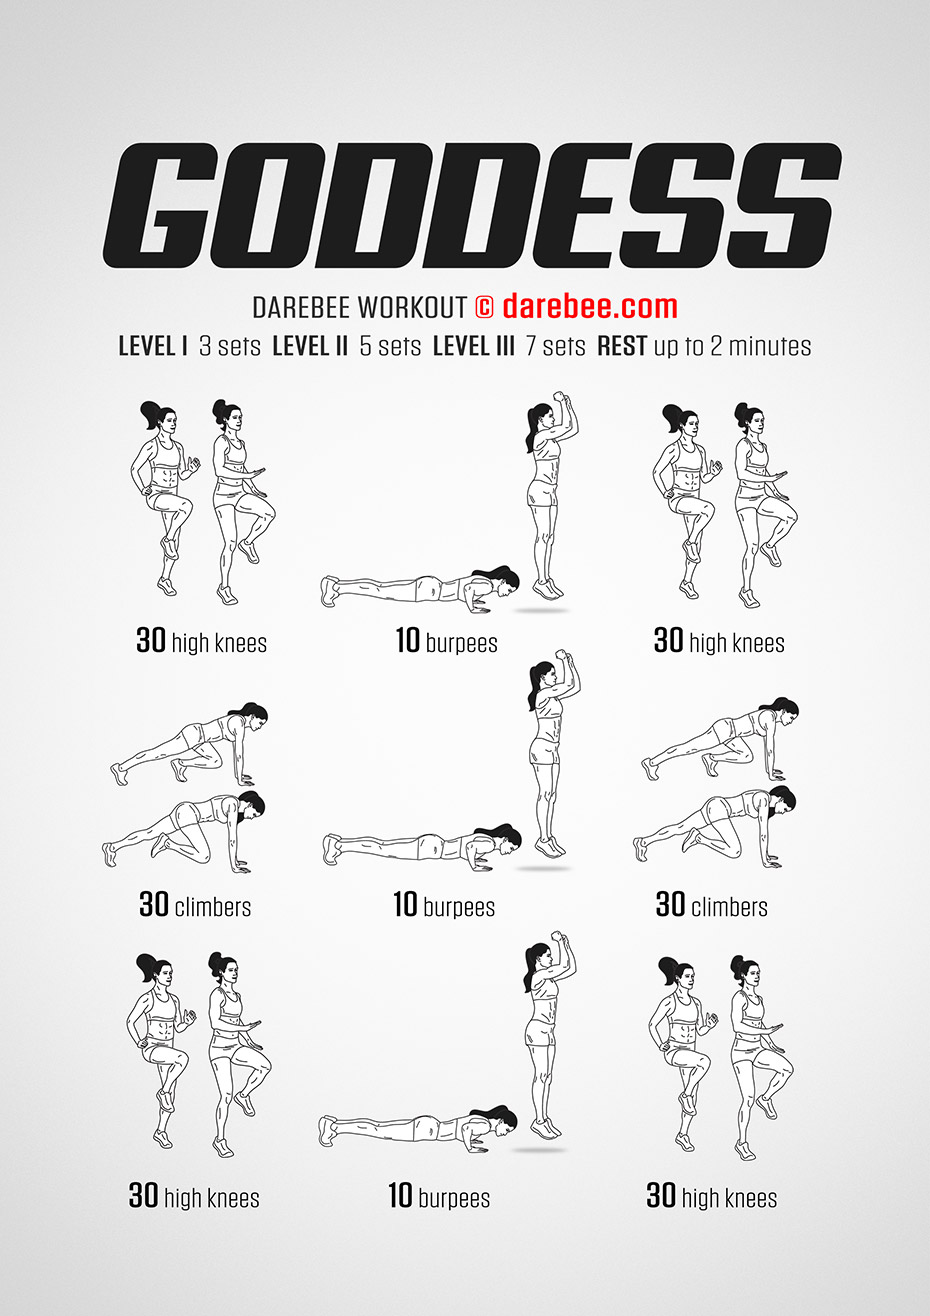 GODDESS
DAREBEE WORKOUT © darebee.com
LEVEL I 3 sets LEVEL II 5 sets LEVEL III 7 sets REST up to 2 minutes
30 high knees
10 burpees
30 high knees
30 climbers
10 burpees
30 climbers
30 high knees
10 burpees
30 high knees